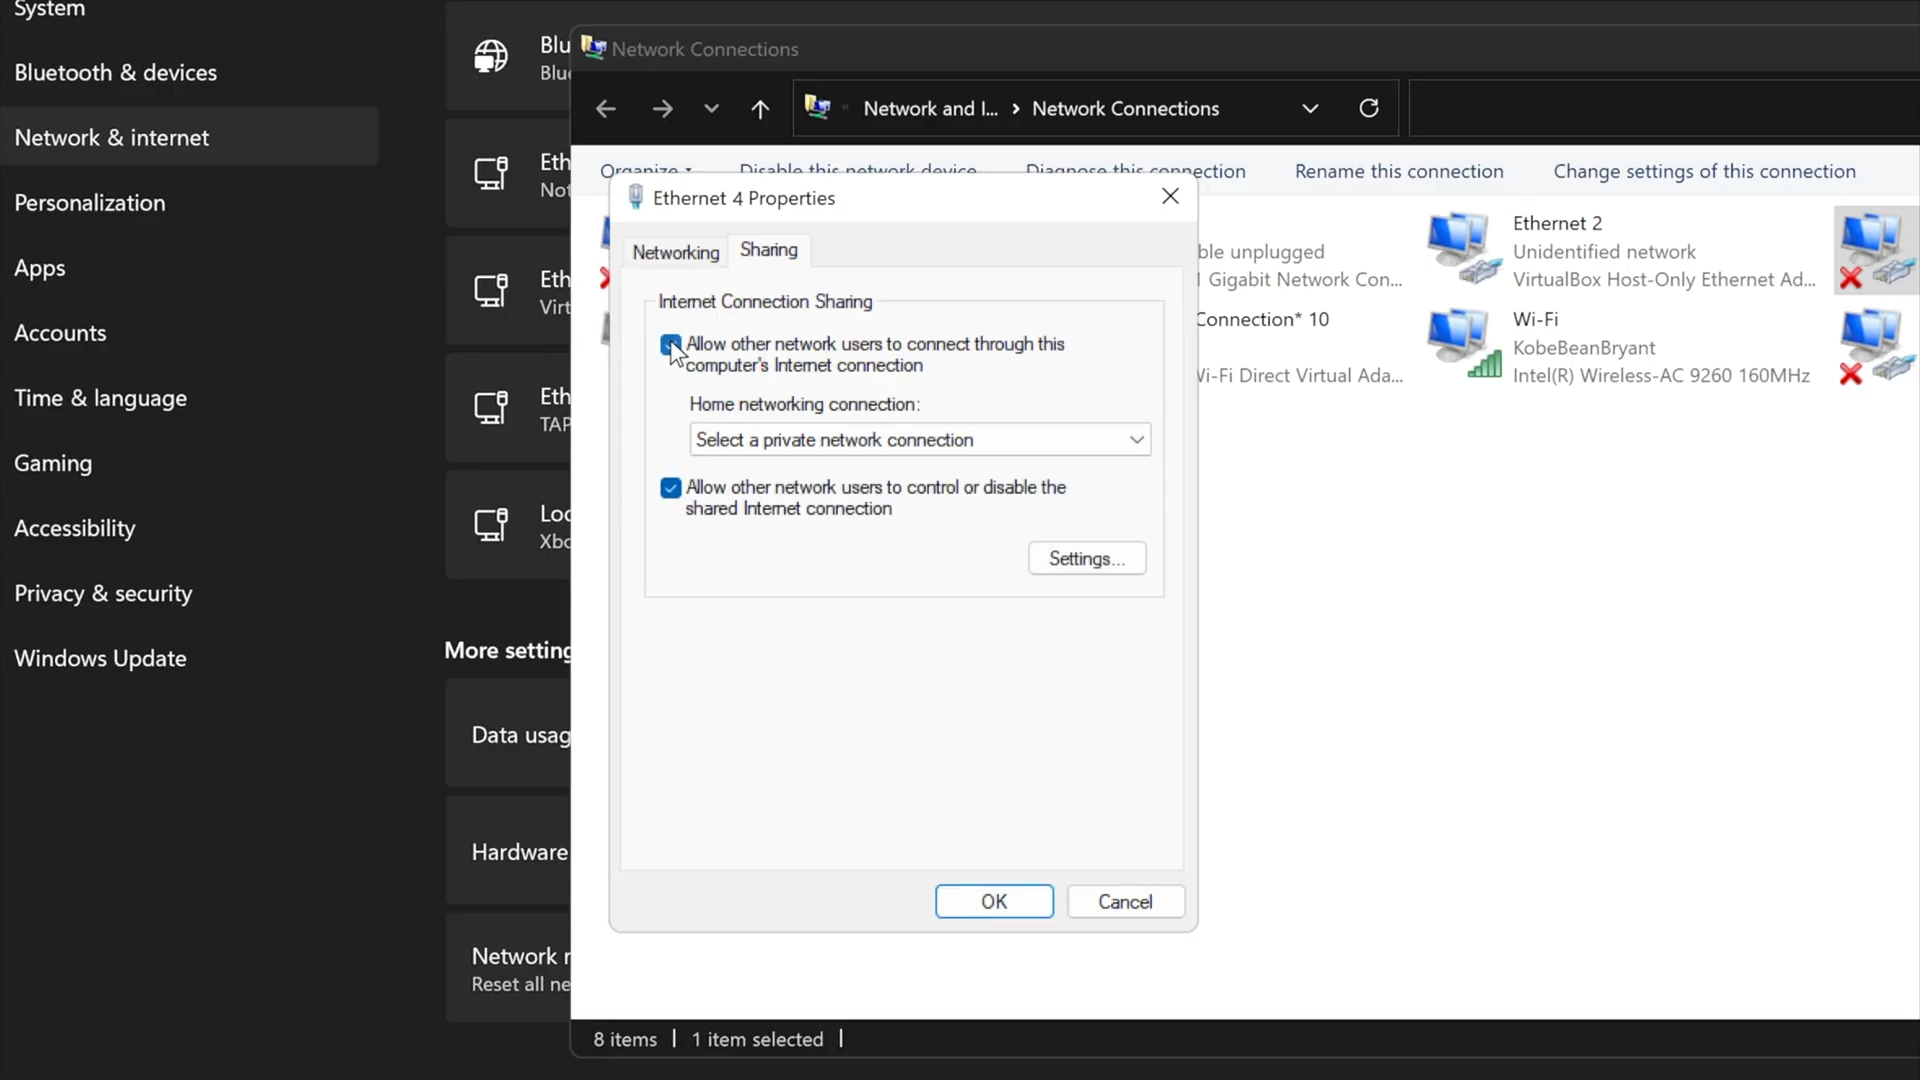 System
Bluetooth & devices
Network & internet
Personalization
Apps
Accounts
Time & language
Gaming
Accessibility
Privacy & security
Windows Update
Blu
Blue
Eth
Not
Eth
Virt
Eth
TAP
Loc
Xbo
More setting
Data usag
Hardware
Network r
Reset all ne
Network Connections
Network and I... > Network Connections
Organize Disable this network device Diagnose this connection Rename this connection Change settings of this connection
Ethernet 4 Properties
Networking
Sharing
Internet Connection Sharing
Allow other network users to connect through this
computer's Internet connection
Home networking connection:
Select a private network connection
Allow other network users to control or disable the
shared Internet connection
Settings...
OK
Cancel
ble unplugged
Gigabit Network Con...
Connection* 10
Wi-Fi Direct Virtual Ada...
Ethernet 2
Unidentified network
VirtualBox Host-Only Ethernet Ad...
Wi-Fi
KobeBeanBryant
Intel(R) Wireless-AC 9260 160MHz
8 items | 1 item selected |